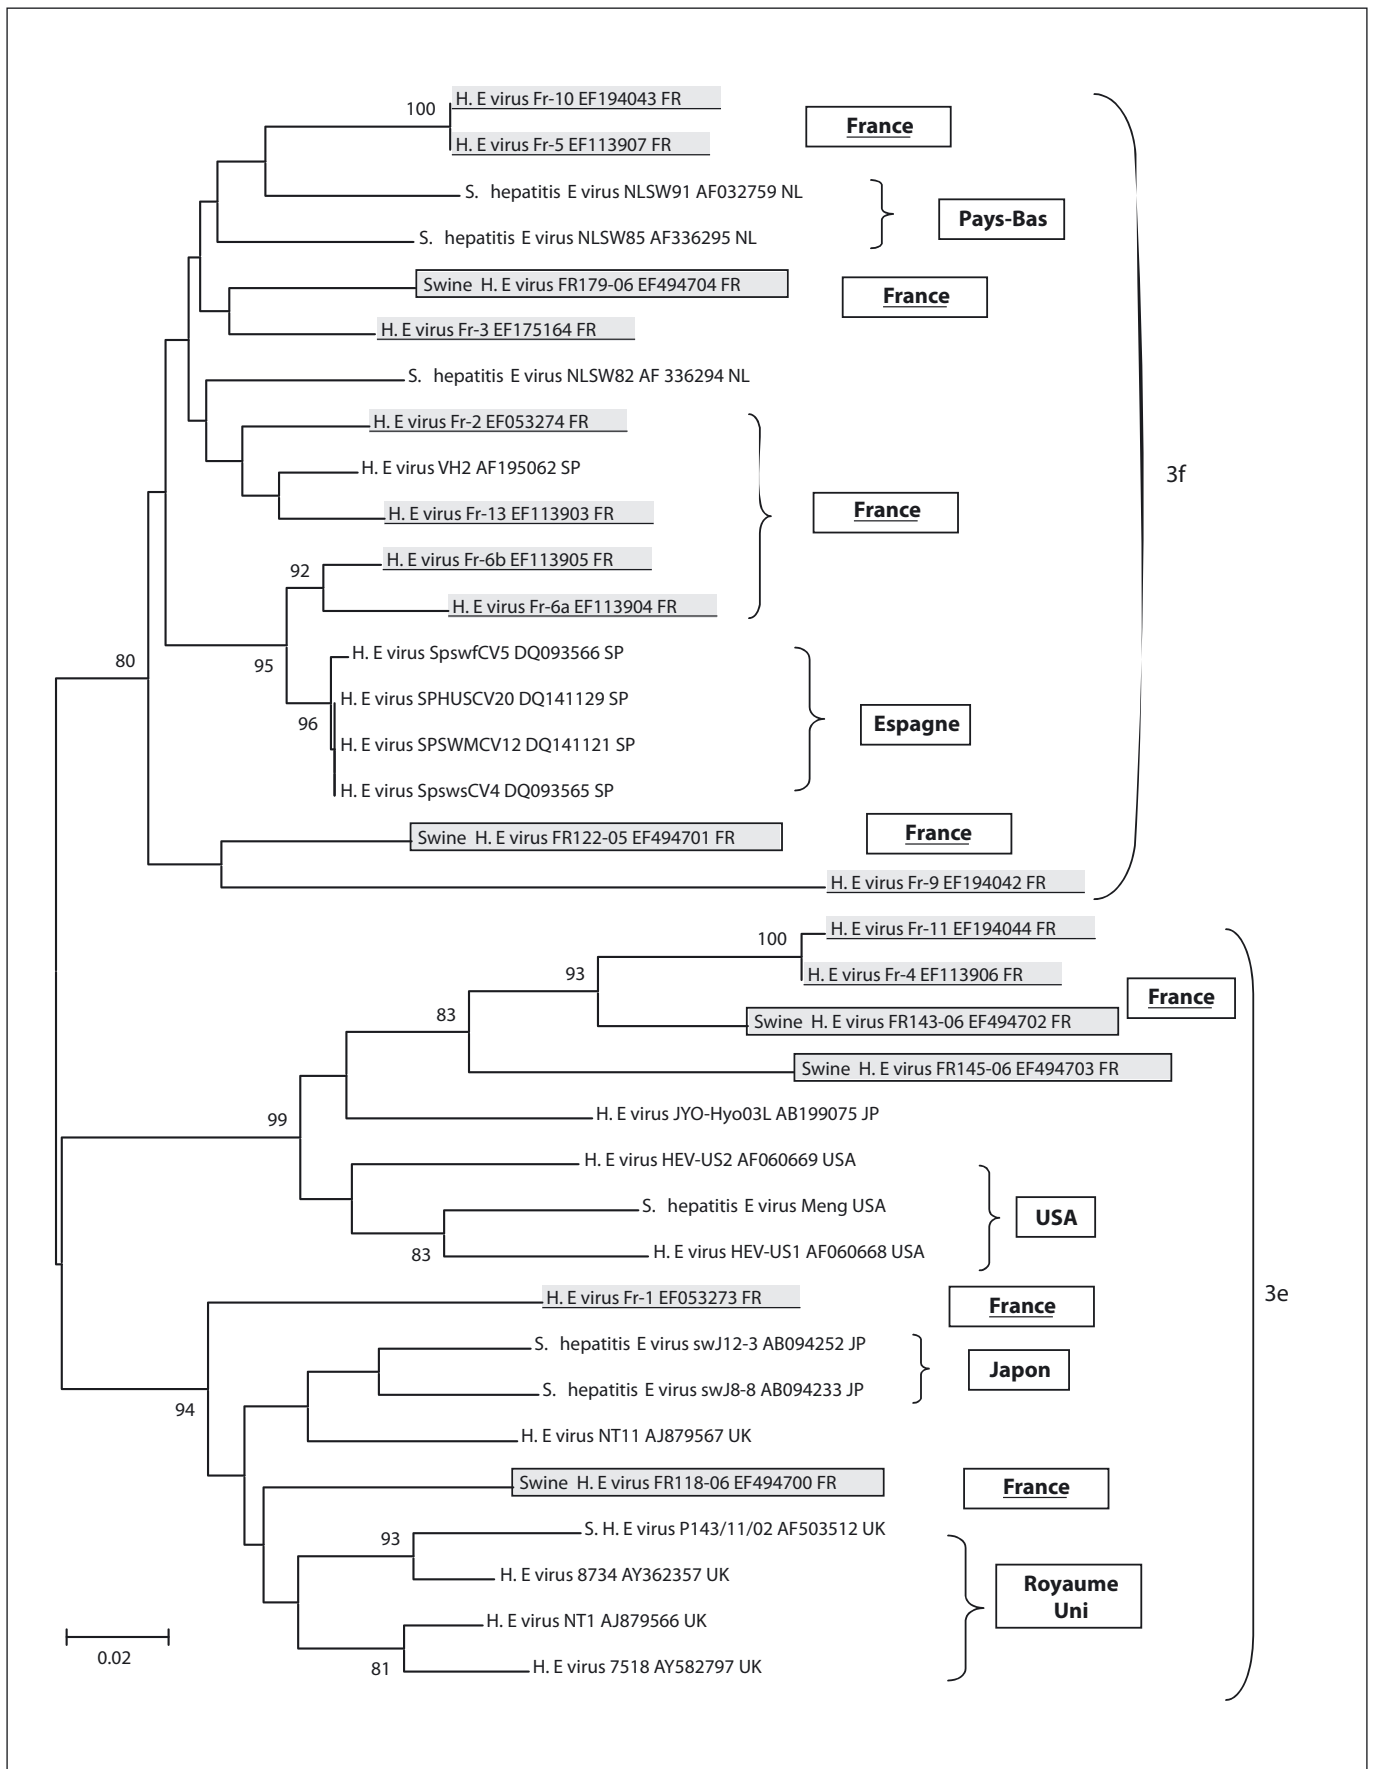 100
H. E virus Fr-10 EF194043 FR
France
H. E virus Fr-5 EF113907 FR
S. hepatitis E virus NLSW91 AF032759 NL
Pays-Bas
S. hepatitis E virus NLSW85 AF336295 NL
Swine H. E virus FR179-06 EF494704 FR
France
H. E virus Fr-3 EF175164 FR
S. hepatitis E virus NLSW82 AF 336294 NL
H. E virus Fr-2 EF053274 FR
H. E virus VH2 AF195062 SP
3f
H. E virus Fr-13 EF113903 FR
France
92
H. E virus Fr-6b EF113905 FR
H. E virus Fr-6a EF113904 FR
80
95
H. E virus SpswfCV5 DQ093566 SP
H. E virus SPHUSCV20 DQ141129 SP
96
Espagne
H. E virus SPSWMCV12 DQ141121 SP
H. E virus SpswsCV4 DQ093565 SP
Swine H. E virus FR122-05 EF494701 FR
France
H. E virus Fr-9 EF194042 FR
100
H. E virus Fr-11 EF194044 FR
93
H. E virus Fr-4 EF113906 FR
France
83
Swine H. E virus FR143-06 EF494702 FR
Swine H. E virus FR145-06 EF494703 FR
99
H. E virus JYO-Hyo03L AB199075 JP
H. E virus HEV-US2 AF060669 USA
S. hepatitis E virus Meng USA
USA
83
H. E virus HEV-US1 AF060668 USA
H. E virus Fr-1 EF053273 FR
France
3e
S. hepatitis E virus swJ12-3 AB094252 JP
Japon
S. hepatitis E virus swJ8-8 AB094233 JP
94
H. E virus NT11 AJ879567 UK
Swine H. E virus FR118-06 EF494700 FR
France
93
S. H. E virus P143/11/02 AF503512 UK
H. E virus 8734 AY362357 UK
Royaume
Uni
H. E virus NT1 AJ879566 UK
0.02
81
H. E virus 7518 AY582797 UK